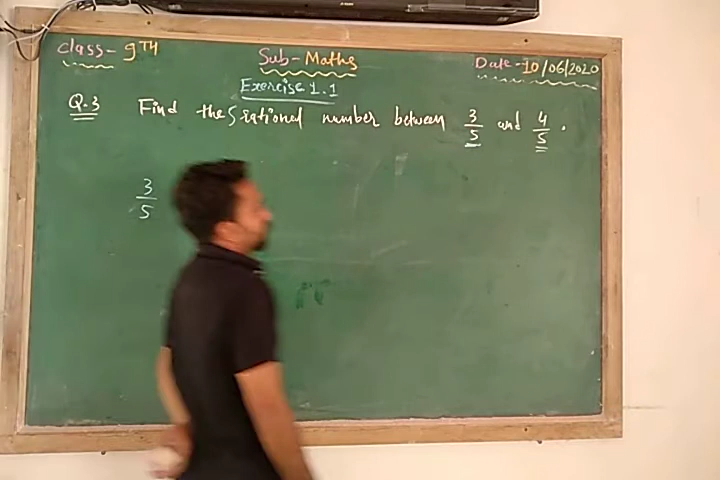 Class- 9TH Sub-Maths Date-10/06/2020
Exercise 1.1
Q.3 Find the 5 rational number between 3/5 and 4/5.
3/5